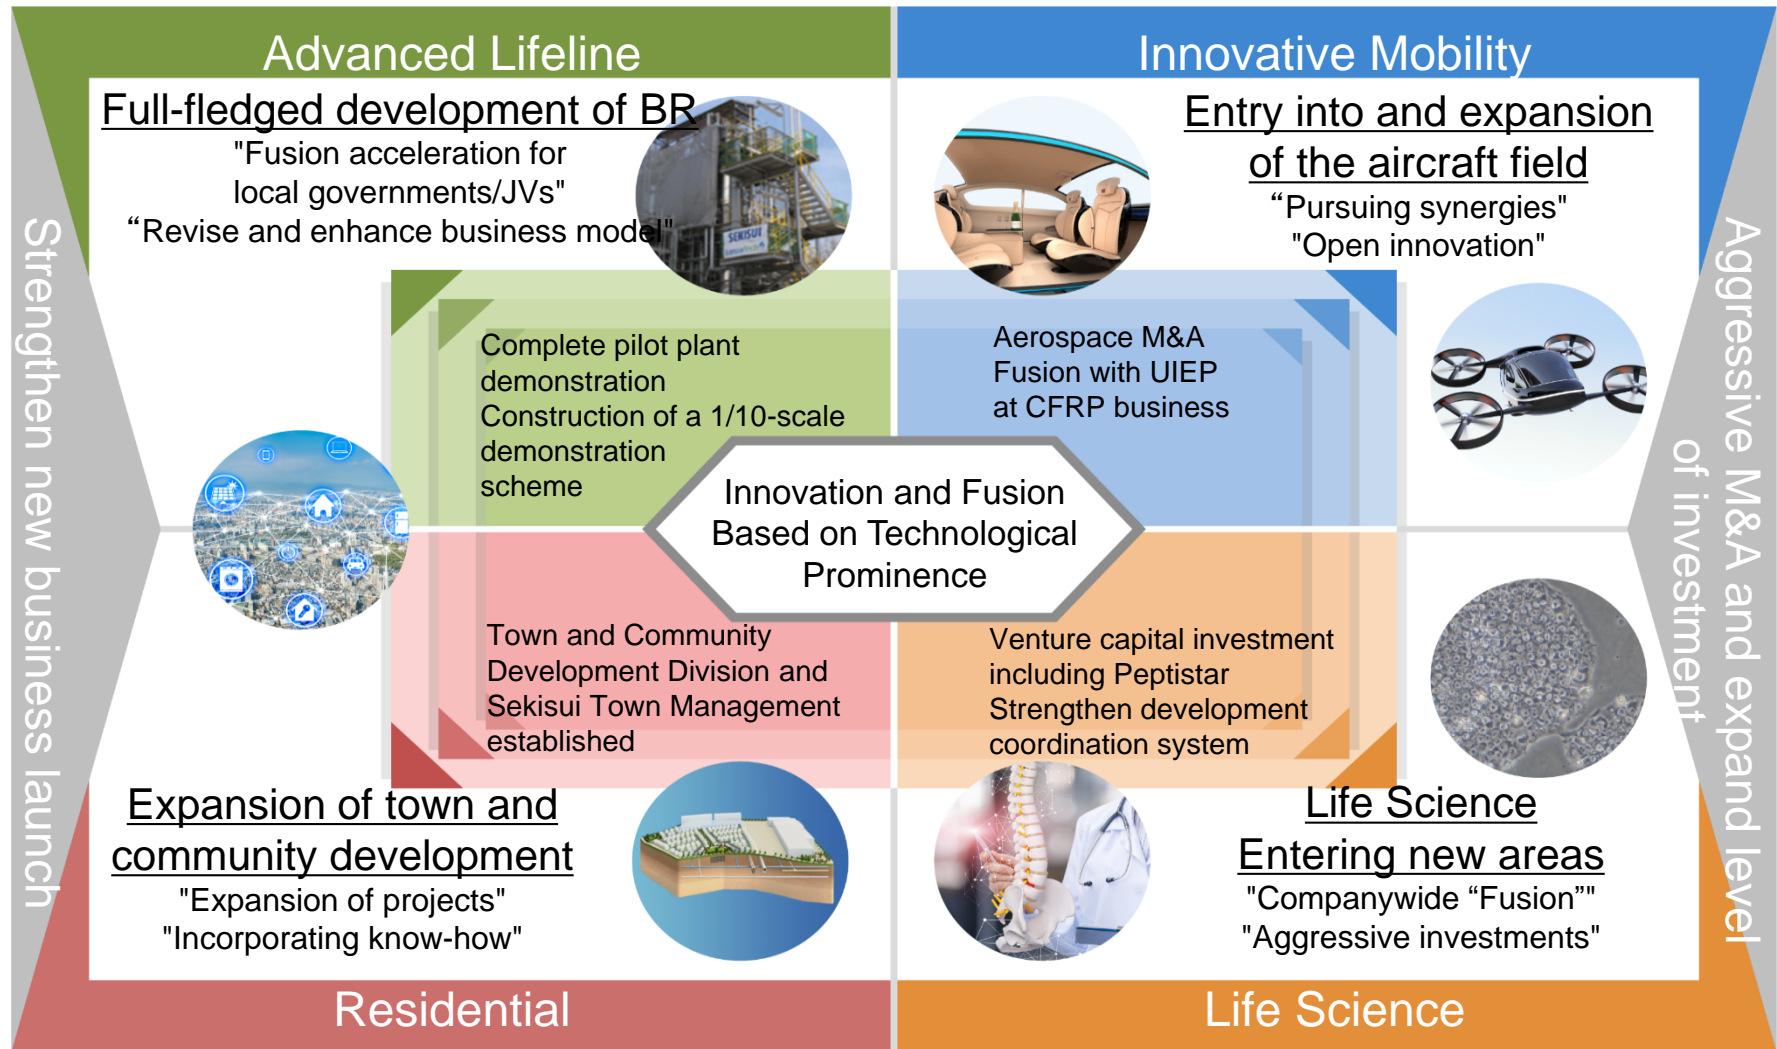 Advanced Lifeline
Innovative Mobility
Full-fledged development of BR
"Fusion acceleration for
local governments/JVs"
“Revise and enhance business model"
SEKISUI
Entry into and expansion
of the aircraft field
“Pursuing synergies"
"Open innovation"
Strengthen new business launch
Aggressive M&A and expand level
of investment
Complete pilot plant
demonstration
Construction of a 1/10-scale
demonstration
scheme
Aerospace M&A
Fusion with UIEP
at CFRP business
Innovation and Fusion
Based on Technological
Prominence
Town and Community
Development Division and
Sekisui Town Management
established
Venture capital investment
including Peptistar
Strengthen development
coordination system
Expansion of town and
community development
"Expansion of projects"
"Incorporating know-how"
Life Science
Entering new areas
"Companywide “Fusion”"
"Aggressive investments"
Residential
Life Science